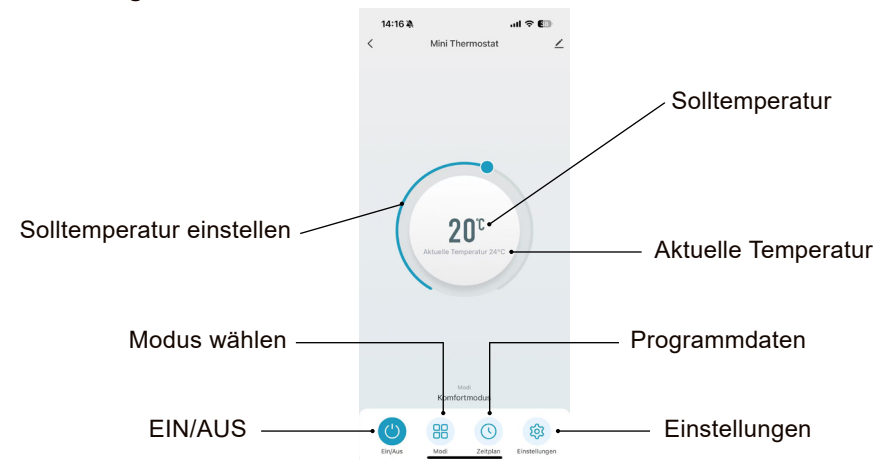 14:16
Mini Thermostat
Solltemperatur
Solltemperatur einstellen
20°C
Aktuelle Temperatur 24°C
Aktuelle Temperatur
Modus wählen
Programmdaten
Modi
Komfortmodus
EIN/AUS
Einstellungen
Ein/Aus
Modi
Zeitplan
Einstellungen